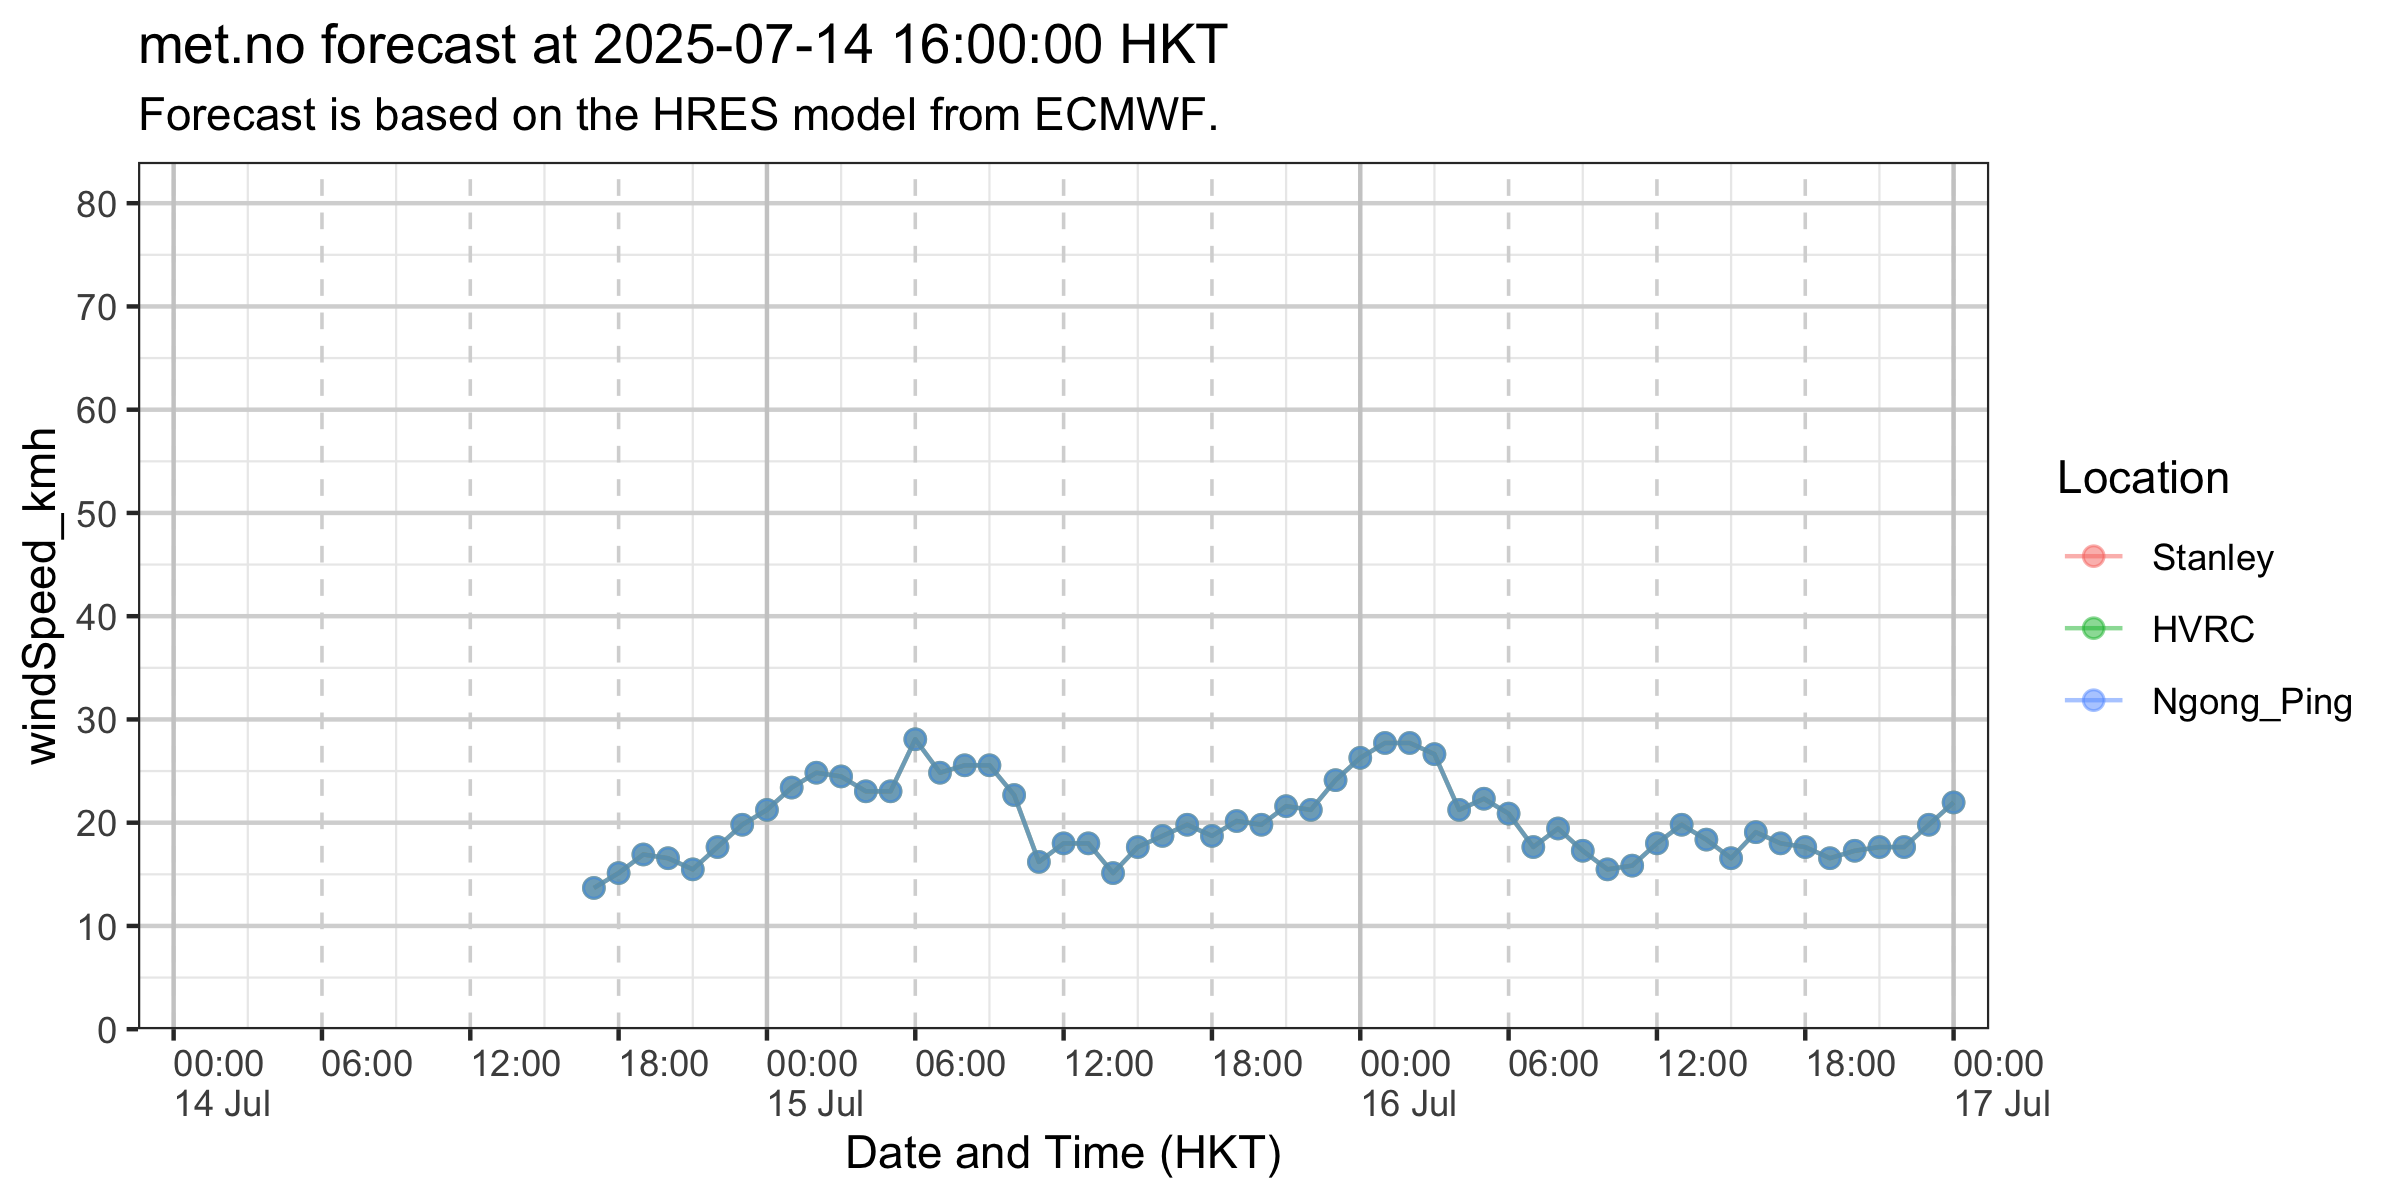 met.no forecast at 2025-07-14 16:00:00 HKT
Forecast is based on the HRES model from ECMWF.
windSpeed_kmh
80
70
60
50
40
30
20
10
0
00:00 06:00 12:00 18:00 00:00 06:00 12:00 18:00 00:00 06:00 12:00 18:00 00:00
14 Jul 15 Jul 16 Jul 17 Jul
Date and Time (HKT)
Location
Stanley
HVRC
Ngong_Ping